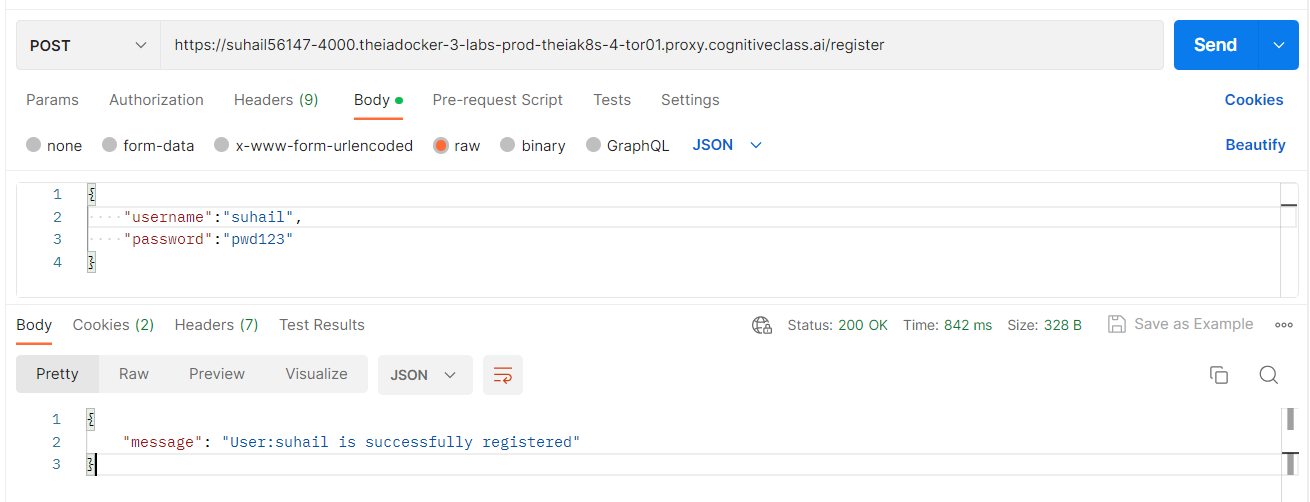 POST https://suhail56147-4000.theiadocker-3-labs-prod-theiak8s-4-tor01.proxy.cognitiveclass.ai/register Send
Params Authorization Headers (9) Body Pre-request Script Tests Settings Cookies
none form-data x-www-form-urlencoded raw binary GraphQL JSON Beautify
1 {
2 "username":"suhail",
3 "password":"pwd123"
4 }
Body Cookies (2) Headers (7) Test Results Status: 200 OK Time: 842 ms Size: 328 B Save as Example
Pretty Raw Preview Visualize JSON
1 {
2 "message": "User:suhail is successfully registered"
3 }